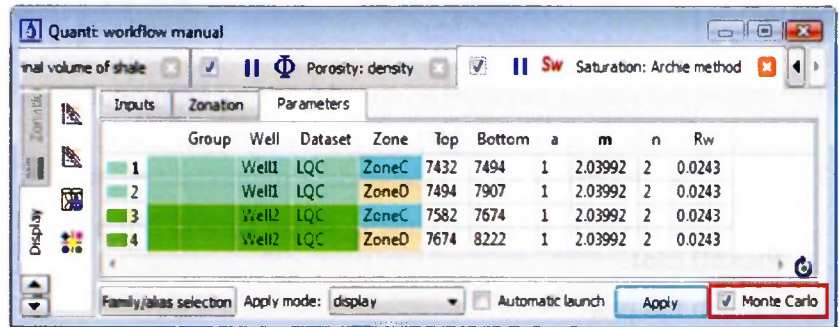 Quanti: workflow manual
nal volume of shale Φ Porosity: density Sw Saturation: Archie method
Inputs Zonation Parameters
Group Well Dataset Zone Top Bottom a m n Rw
1 Well1 LQC ZoneC 7432 7494 1 2.03992 2 0.0243
2 Well1 LQC ZoneD 7494 7907 1 2.03992 2 0.0243
3 Well2 LQC ZoneC 7582 7674 1 2.03992 2 0.0243
4 Well2 LQC ZoneD 7674 8222 1 2.03992 2 0.0243
Display
Family/alias selection Apply mode: display Automatic launch Apply Monte Carlo